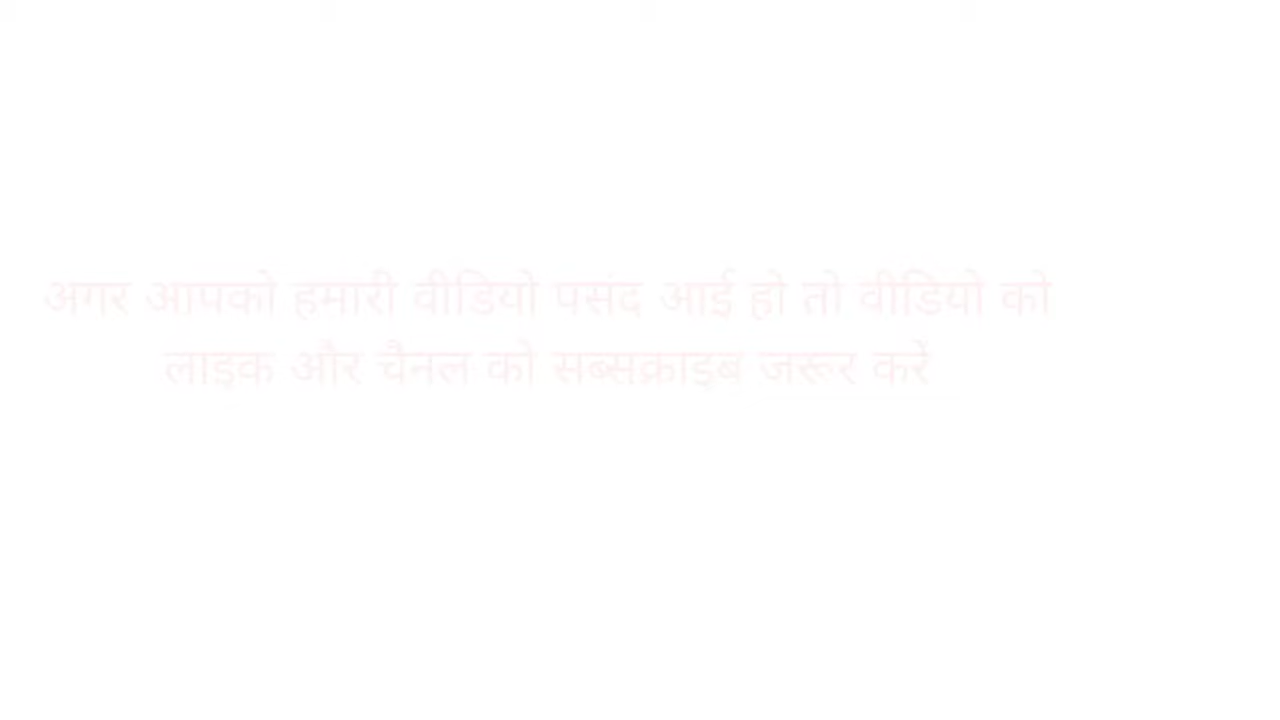 अगर आपको हमारी वीडियो पसंद आई हो तो वीडियो को
लाइक और चैनल को सब्सक्राइब जरूर करें